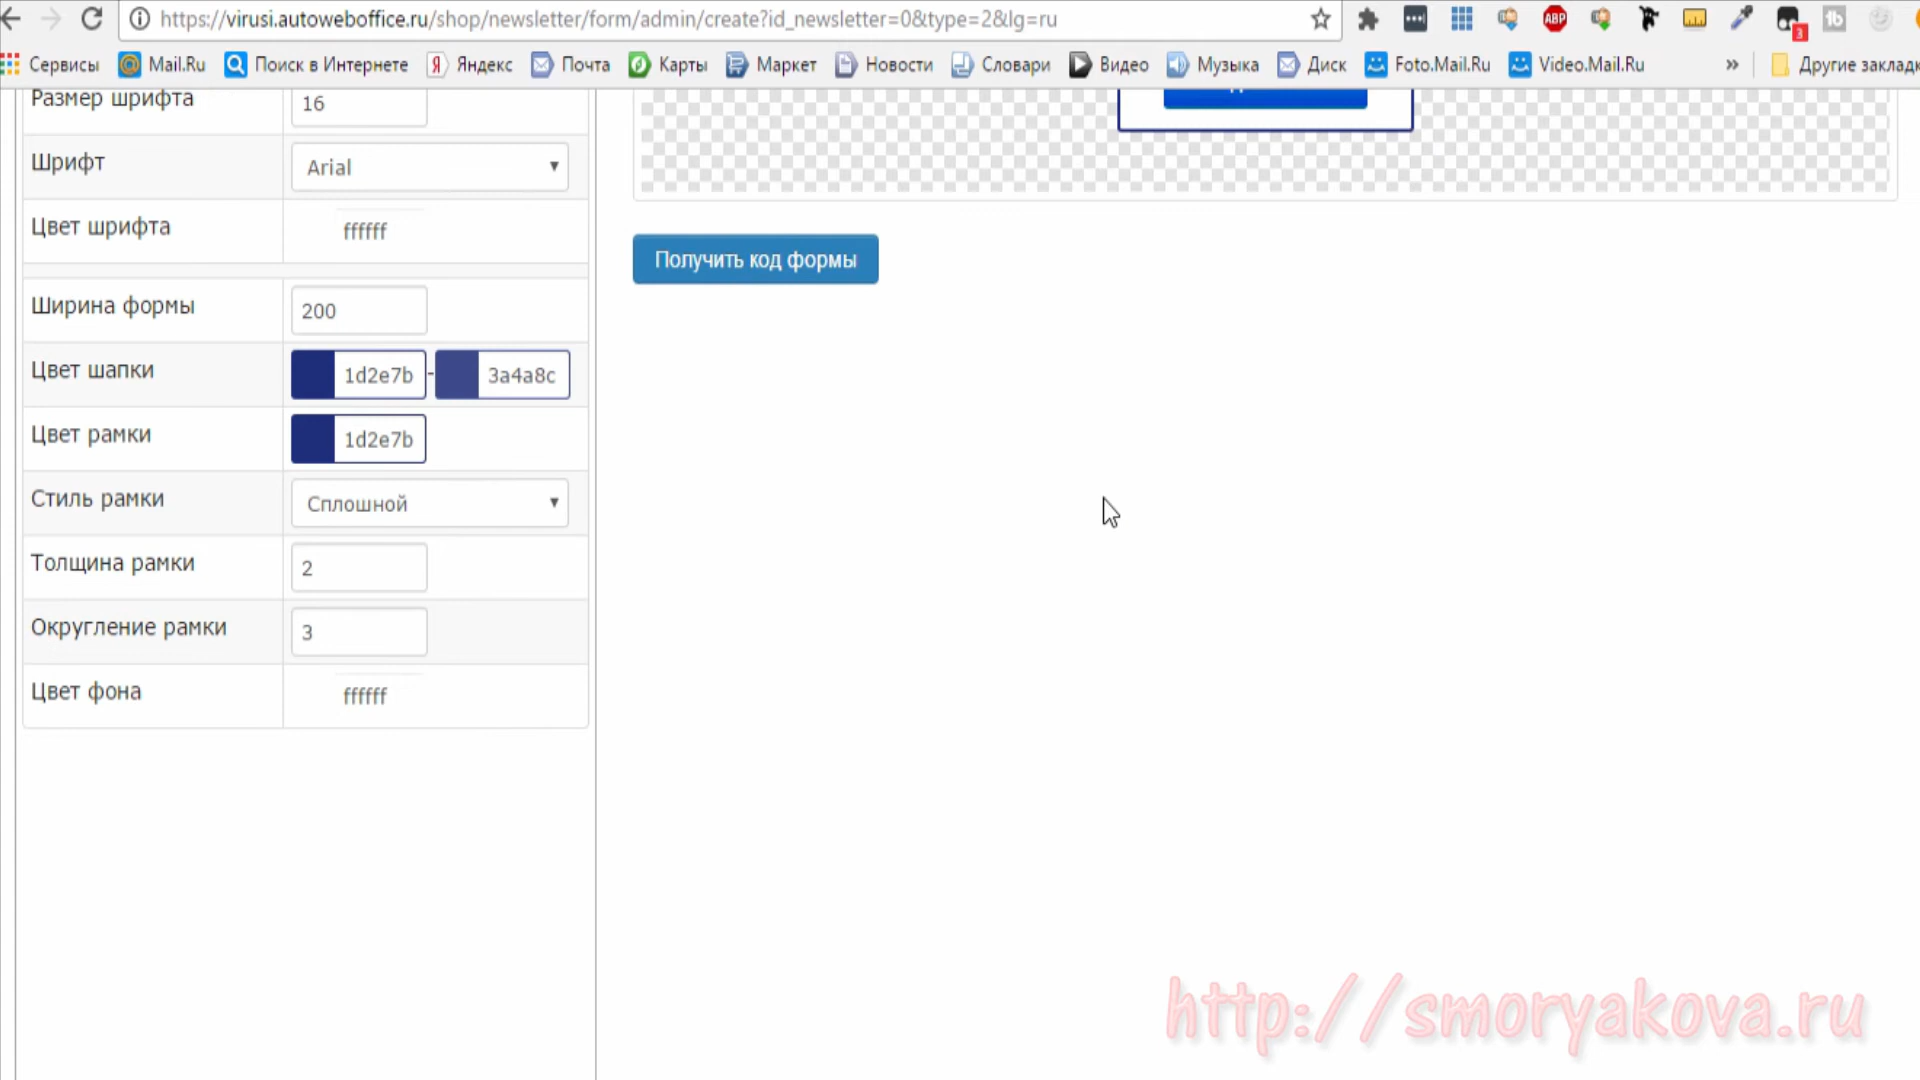 https://virusi.autoweboffice.ru/shop/newsletter/form/admin/create?id_newsletter=0&type=2&lg=ru
ABP
3
Сервисы Mail.Ru Поиск в Интернете Я Яндекс Почта Карты Маркет Новости Словари Видео Музыка Диск Foto.Mail.Ru Video.Mail.Ru » Другие заклад
Размер шрифта 16
Шрифт Arial
Цвет шрифта ffffff
Получить код формы
Ширина формы 200
Цвет шапки 1d2e7b - 3a4a8c
Цвет рамки 1d2e7b
Стиль рамки Сплошной
Толщина рамки 2
Округление рамки 3
Цвет фона ffffff
http://smoryakova.ru